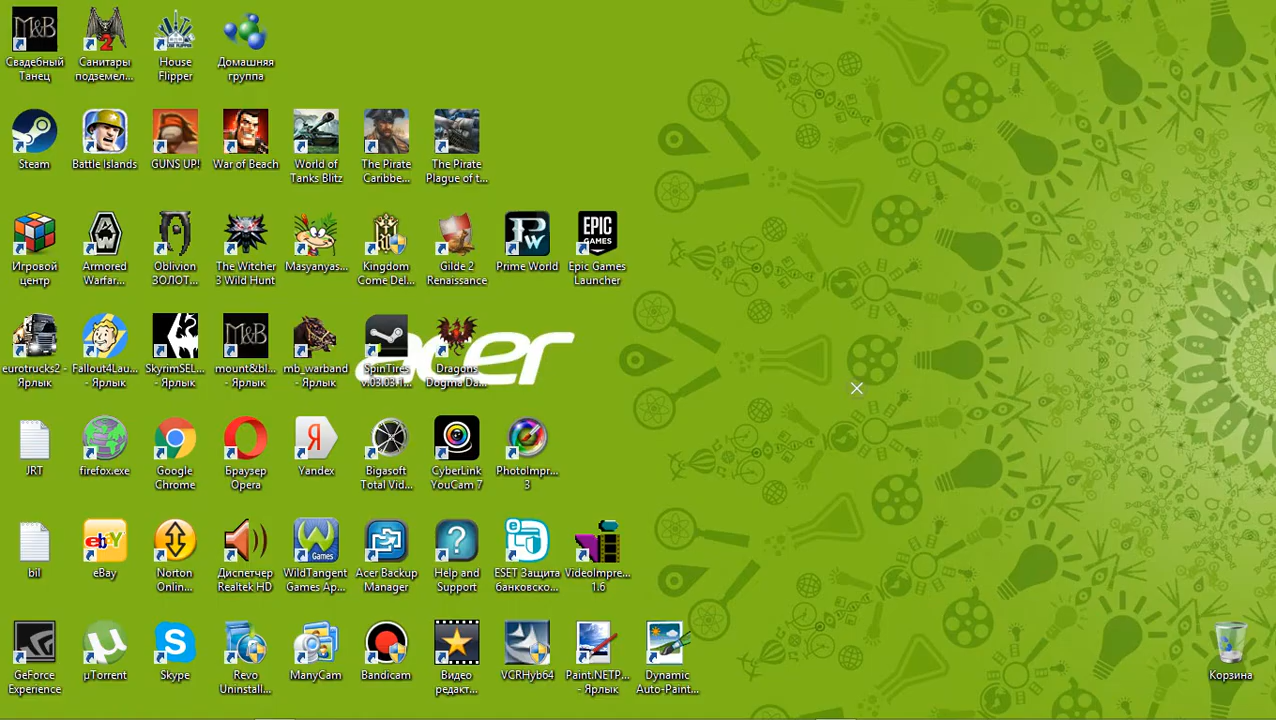 Свадебный Танец
Санитары подземел...
House Flipper
Домашняя группа
Steam
Battle Islands
GUNS UP!
War of Beach
World of Tanks Blitz
The Pirate Caribbe...
The Pirate Plague of t...
Игровой центр
Armored Warfar...
Oblivion ЗОЛОТ...
The Witcher 3 Wild Hunt
Masyanyas...
Kingdom Come Del...
Gilde 2 Renaissance
Prime World
EPIC GAMES
Epic Games Launcher
acer
eurotrucks2 - Ярлык
Fallout4Lau... - Ярлык
SkyrimSEL... - Ярлык
mount&bl... - Ярлык
mb_warband - Ярлык
SpinTires
Dragons Dogma Da...
JRT
firefox.exe
Google Chrome
Браузер Opera
Yandex
Bigasoft Total Vid...
CyberLink YouCam 7
PhotoImpr... 3
bil
eBay
Norton Onlin...
Диспетчер Realtek HD
WildTangent Games Ap...
Acer Backup Manager
Help and Support
ESET Защита банковско...
VideoImpre... 1.6
GeForce Experience
µTorrent
Skype
Revo Uninstall...
ManyCam
Bandicam
Видео редакт...
VCRHyb64
Paint.NETP... - Ярлык
Dynamic Auto-Paint...
Корзина